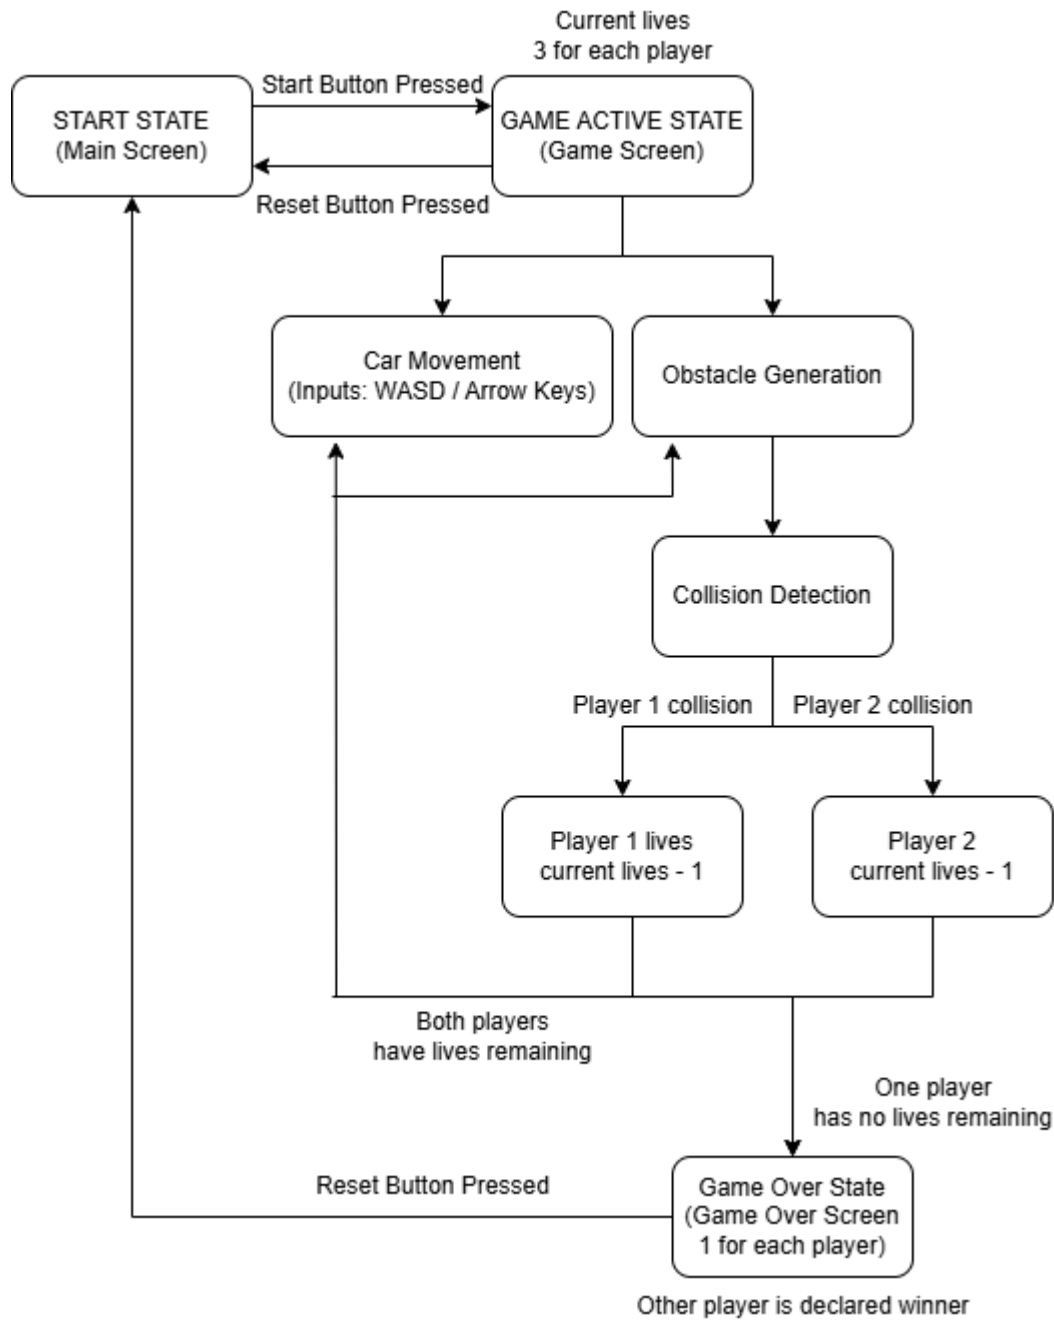 Current lives
3 for each player
Start Button Pressed
START STATE
(Main Screen)
GAME ACTIVE STATE
(Game Screen)
Reset Button Pressed
Car Movement
(Inputs: WASD / Arrow Keys)
Obstacle Generation
Collision Detection
Player 1 collision
Player 2 collision
Player 1 lives
current lives - 1
Player 2
current lives - 1
Both players
have lives remaining
One player
has no lives remaining
Reset Button Pressed
Game Over State
(Game Over Screen
1 for each player)
Other player is declared winner